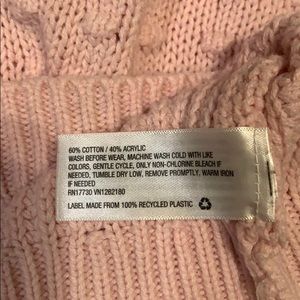 60% COTTON / 40% ACRYLIC
WASH BEFORE WEAR, MACHINE WASH COLD WITH LIKE
COLORS, GENTLE CYCLE, ONLY NON-CHLORINE BLEACH IF
NEEDED, TUMBLE DRY LOW, REMOVE PROMPTLY, WARM IRON
IF NEEDED
RN17730 VN1262180
LABEL MADE FROM 100% RECYCLED PLASTIC